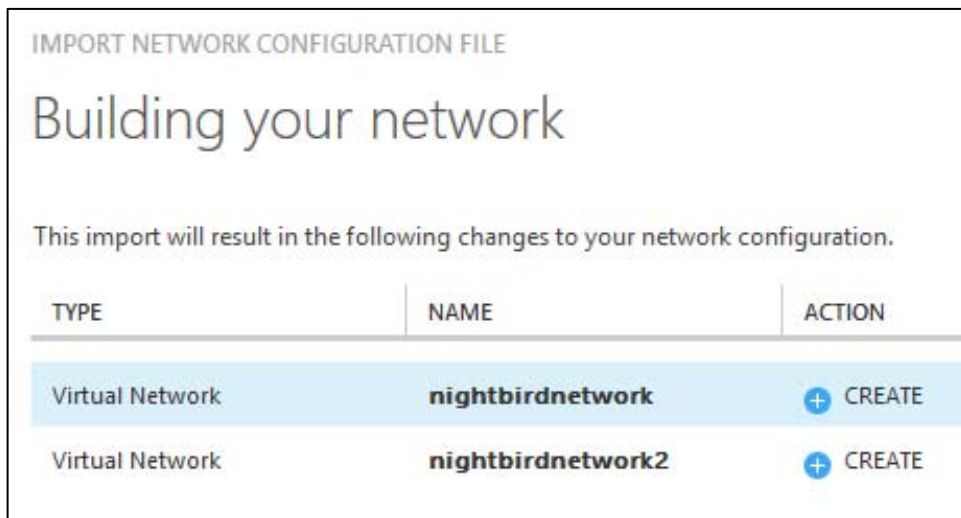 IMPORT NETWORK CONFIGURATION FILE
Building your network
This import will result in the following changes to your network configuration.
TYPE NAME ACTION
Virtual Network nightbirdnetwork CREATE
Virtual Network nightbirdnetwork2 CREATE